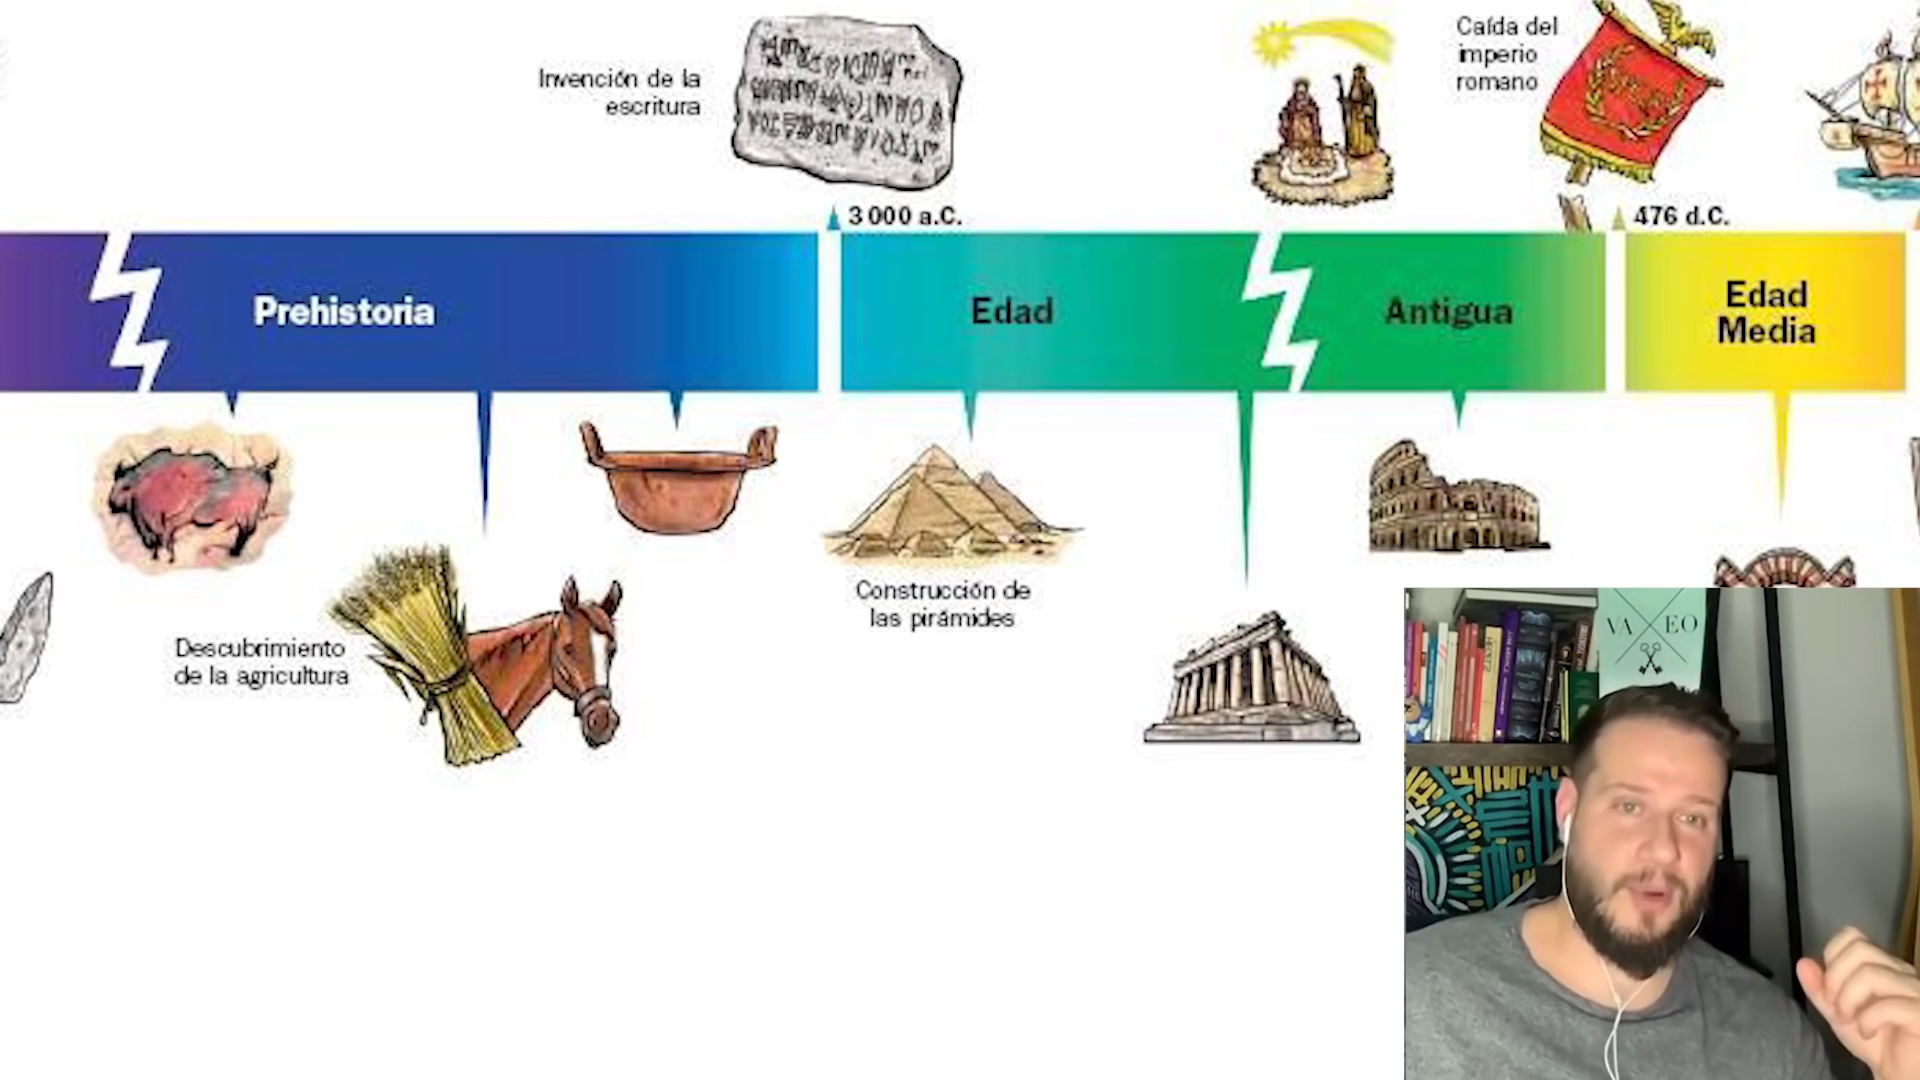 Invención de la
escritura
Caída del
imperio
romano
3 000 a.C.
476 d.C.
Prehistoria
Edad
Antigua
Edad
Media
Construcción de
las pirámides
Descubrimiento
de la agricultura
VA EO